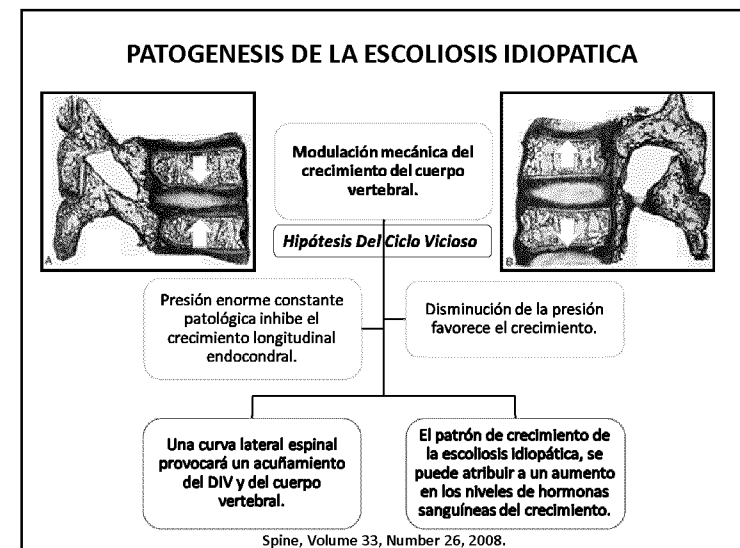 PATOGENESIS DE LA ESCOLIOSIS IDIOPATICA
A
Modulación mecánica del
crecimiento del cuerpo
vertebral.
B
Hipótesis Del Ciclo Vicioso
Presión enorme constante
patológica inhibe el
crecimiento longitudinal
endocondral.
Disminución de la presión
favorece el crecimiento.
Una curva lateral espinal
provocará un acuñamiento
del DIV y del cuerpo
vertebral.
El patrón de crecimiento de
la escoliosis idiopática, se
puede atribuir a un aumento
en los niveles de hormonas
sanguíneas del crecimiento.
Spine, Volume 33, Number 26, 2008.